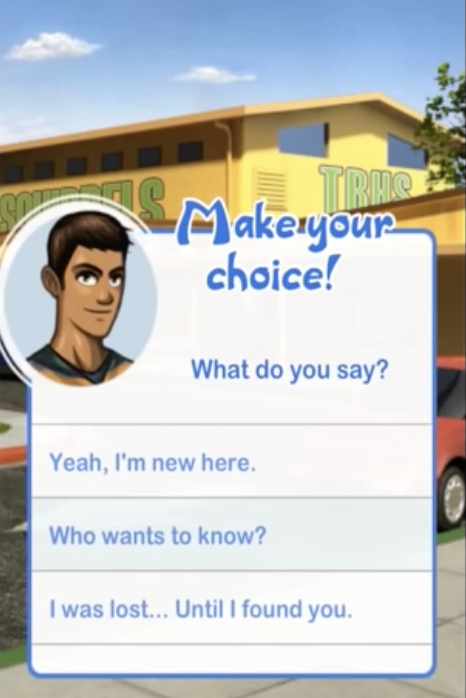 SQUIRRELS
TRHS
Make your
choice!
What do you say?
Yeah, I'm new here.
Who wants to know?
I was lost... Until I found you.